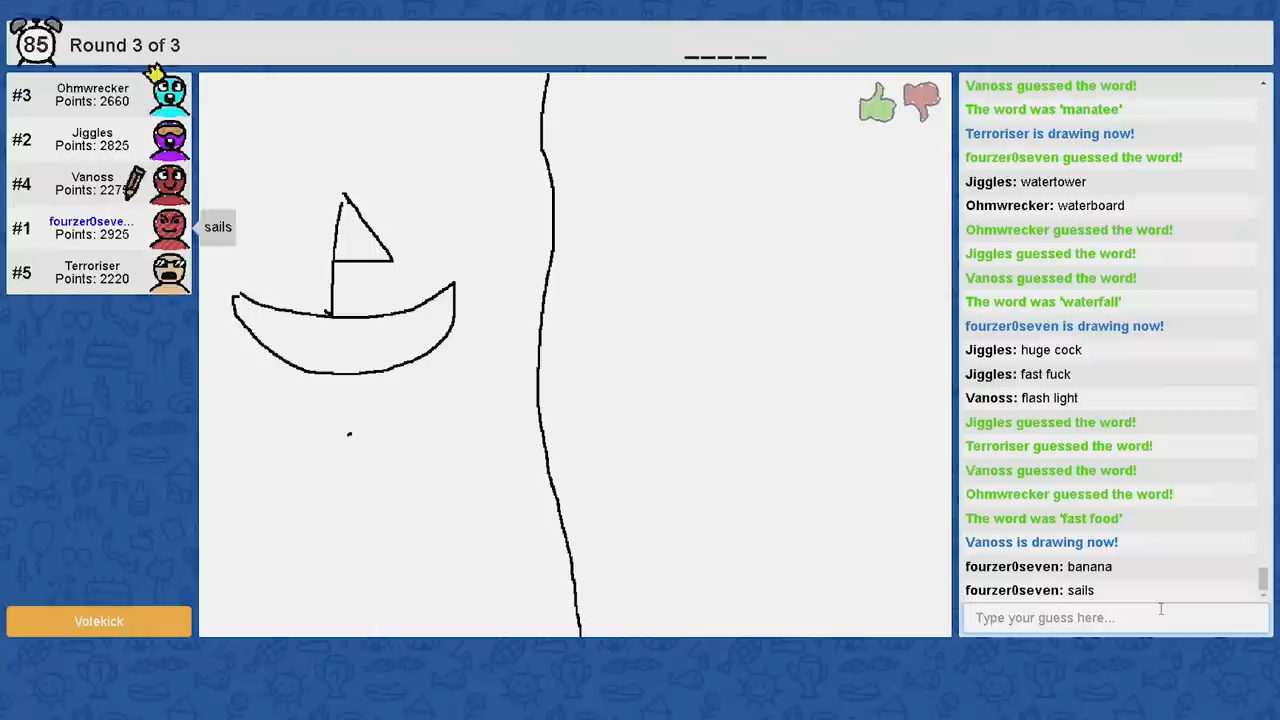 85
Round 3 of 3
_____
#3
Ohmwrecker
Points: 2660
#2
Jiggles
Points: 2825
#4
Vanoss
Points: 2275
#1
fourzer0seve...
Points: 2925
sails
#5
Terroriser
Points: 2220
Votekick
Vanoss guessed the word!
The word was 'manatee'
Terroriser is drawing now!
fourzer0seven guessed the word!
Jiggles: watertower
Ohmwrecker: waterboard
Ohmwrecker guessed the word!
Jiggles guessed the word!
Vanoss guessed the word!
The word was 'waterfall'
fourzer0seven is drawing now!
Jiggles: huge cock
Jiggles: fast fuck
Vanoss: flash light
Jiggles guessed the word!
Terroriser guessed the word!
Vanoss guessed the word!
Ohmwrecker guessed the word!
The word was 'fast food'
Vanoss is drawing now!
fourzer0seven: banana
fourzer0seven: sails
Type your guess here...